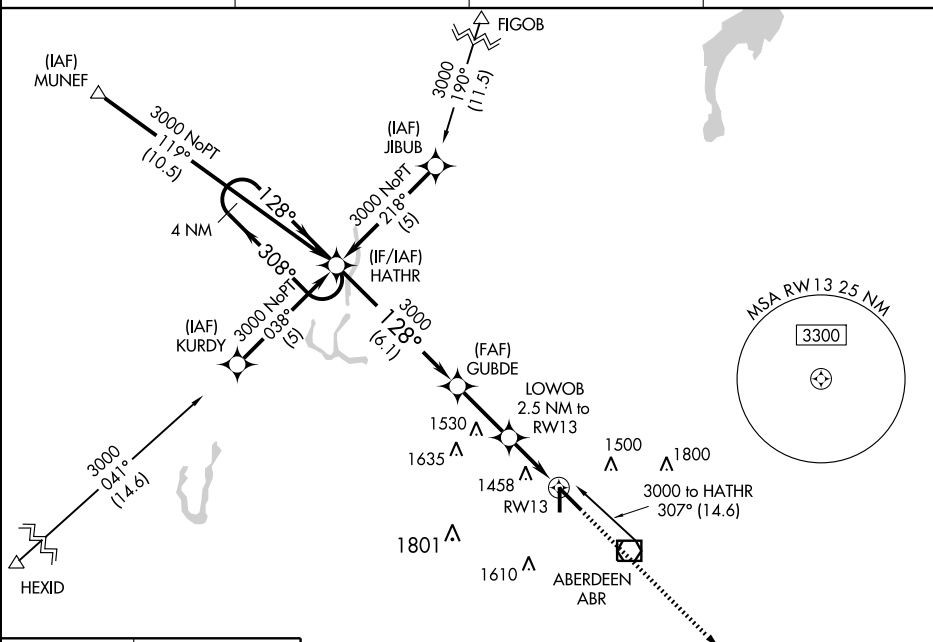 FIGOB
(IAF)
MUNEF
3000
190°
(11.5)
3000 NoPT
119°
(10.5)
(IAF)
JIBUB
3000 NoPT
218°
(5)
128°
4 NM
308°
(IF/IAF)
HATHR
MSA RW13 25 NM
3300
3000 NoPT
038°
(5)
(IAF)
KURDY
3000
128°
(6.1)
(FAF)
GUBDE
LOWOB
2.5 NM to
RW13
1530
1635
1458
RW13
1500
1800
3000 to HATHR
307° (14.6)
3000
041°
(14.6)
1801
1610
ABERDEEN
ABR
HEXID